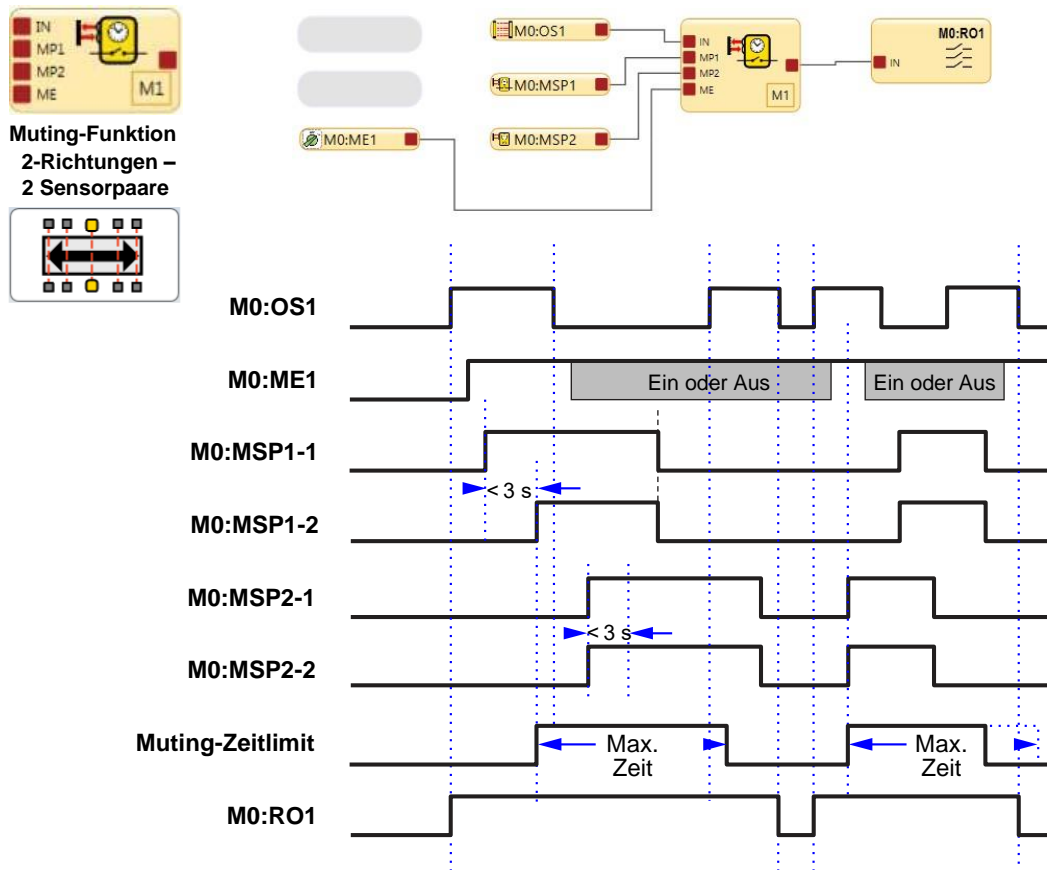 IN
MP1
MP2
ME
M1
Muting-Funktion
2-Richtungen –
2 Sensorpaare
M0:OS1
M0:MSP1
M0:ME1
M0:MSP2
IN
MP1
MP2
ME
M1
M0:RO1
IN
M0:OS1
M0:ME1
Ein oder Aus
Ein oder Aus
M0:MSP1-1
< 3 s
M0:MSP1-2
M0:MSP2-1
< 3 s
M0:MSP2-2
Muting-Zeitlimit
Max.
Zeit
Max.
Zeit
M0:RO1